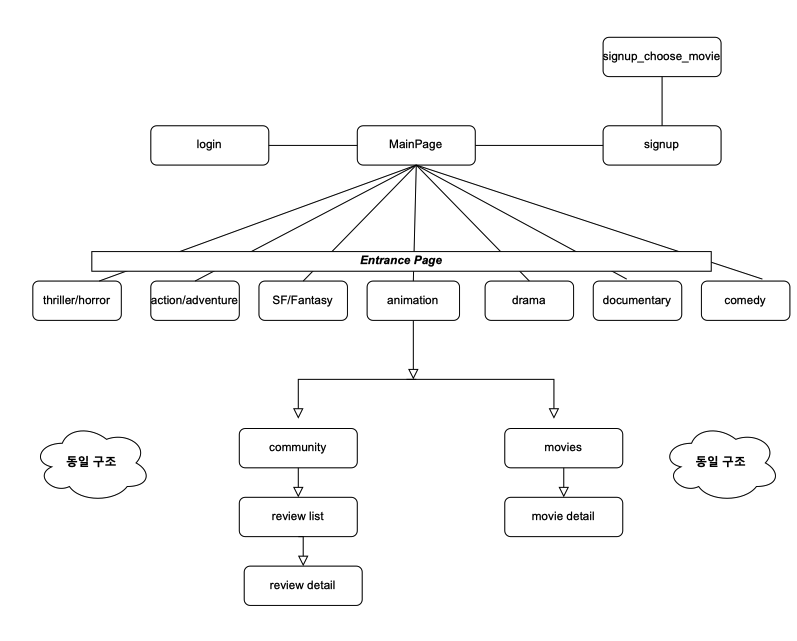 signup_choose_movie
login
MainPage
signup
Entrance Page
thriller/horror
action/adventure
SF/Fantasy
animation
drama
documentary
comedy
community
movies
동일 구조
동일 구조
review list
movie detail
review detail